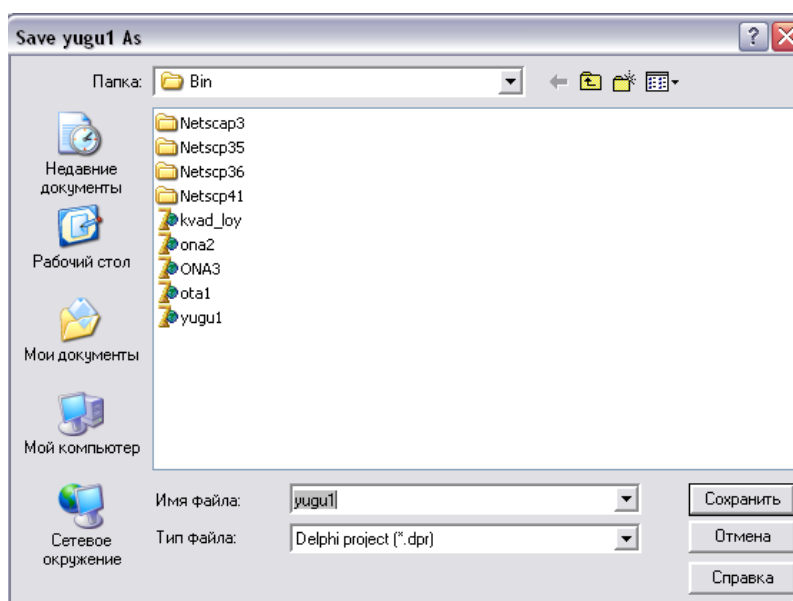 Save yugu1 As
Папка: Bin
Netscap3
Netscp35
Netscp36
Netscp41
kvad_loy
ona2
ONA3
ota1
yugu1
Недавние
документы
Рабочий стол
Мои документы
Мой компьютер
Сетевое
окружение
Имя файла: yugu1 Сохранить
Тип файла: Delphi project (*.dpr) Отмена
Справка